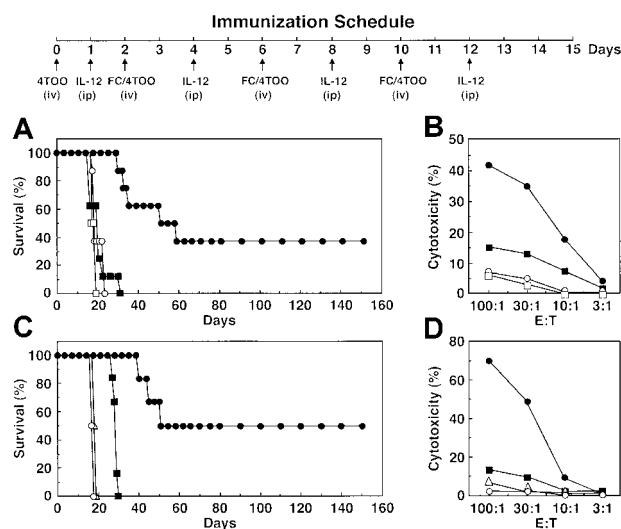 Immunization Schedule
0 1 2 3 4 5 6 7 8 9 10 11 12 13 14 15 Days
4TOO IL-12 FC/4TOO IL-12 FC/4TOO !L-12 FC/4TOO IL-12
(iv) (ip) (iv) (ip) (iv) (ip) (iv) (ip)
A
Survival (%)
100
80
60
40
20
0
0 20 40 60 80 100 120 140 160
Days
B
Cytotoxicity (%)
50
40
30
20
10
0
100:1 30:1 10:1 3:1
E:T
C
Survival (%)
100
80
60
40
20
0
0 20 40 60 80 100 120 140 160
Days
D
Cytotoxicity (%)
80
60
40
20
0
100:1 30:1 10:1 3:1
E:T